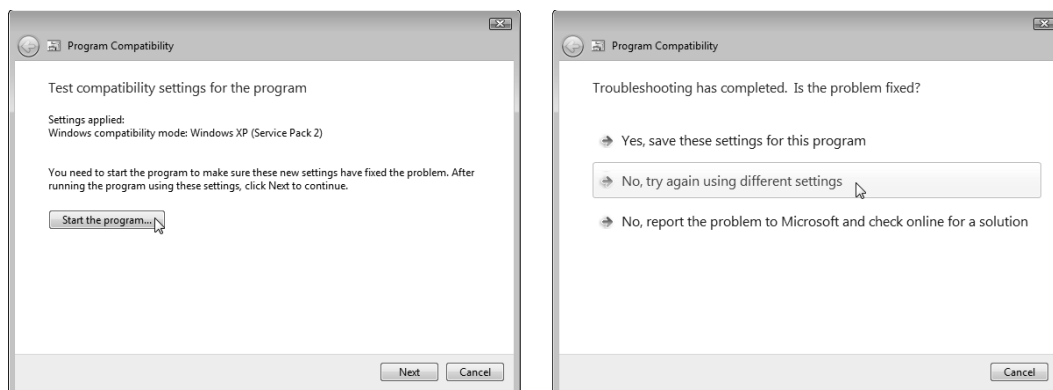 Program Compatibility
Test compatibility settings for the program
Settings applied:
Windows compatibility mode: Windows XP (Service Pack 2)
You need to start the program to make sure these new settings have fixed the problem. After
running the program using these settings, click Next to continue.
Start the program...
Next
Cancel
Program Compatibility
Troubleshooting has completed. Is the problem fixed?
Yes, save these settings for this program
No, try again using different settings
No, report the problem to Microsoft and check online for a solution
Cancel